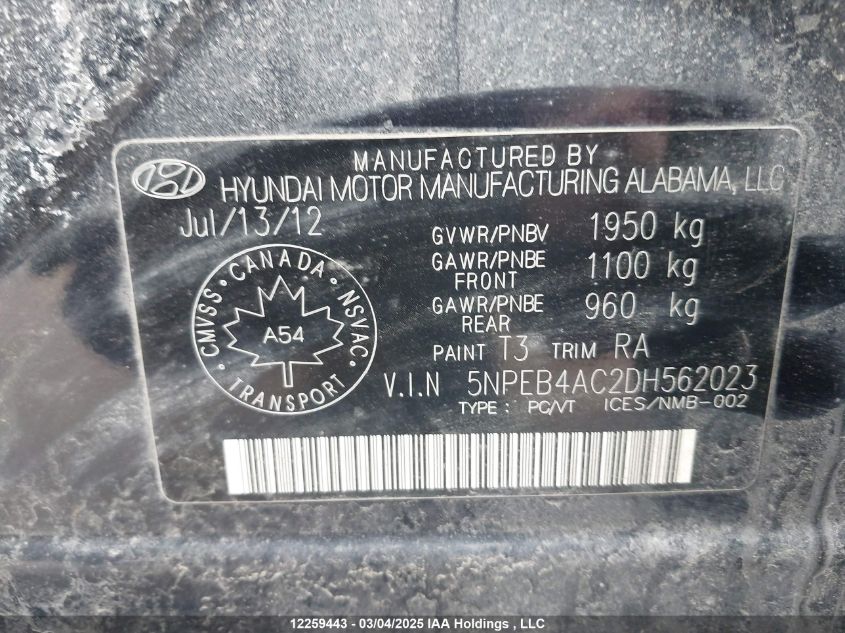 MANUFACTURED BY
HYUNDAI MOTOR MANUFACTURING ALABAMA, LLC
Jul/13/12
GVWR/PNBV 1950 kg
GAWR/PNBE FRONT 1100 kg
GAWR/PNBE REAR 960 kg
CMVSS · CANADA · NSVAC · TRANSPORT ·
A54
PAINT T3 TRIM RA
V.I.N 5NPEB4AC2DH562023
TYPE : PC/VT ICES/NMB-002
12259443 - 03/04/2025 IAA Holdings , LLC